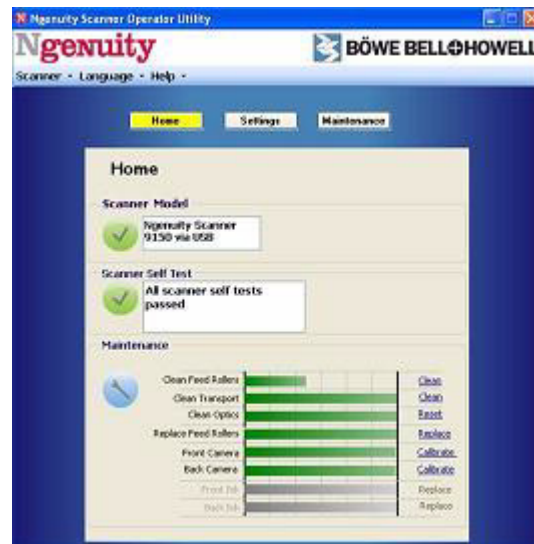 Ngenuity Scanner Operator Utility
Ngenuity
BÖWE BELL+HOWELL
Scanner - Language - Help -
Home Settings Maintenance
Home
Scanner Model
Ngenuity Scanner
9150 via USB
Scanner Self Test
All scanner self tests
passed
Maintenance
Clean Feed Rollers Clean
Clean Transport Clean
Clean Optics Reset
Replace Feed Rollers Replace
Front Camera Calibrate
Back Camera Calibrate
Front Ink Replace
Back Ink Replace